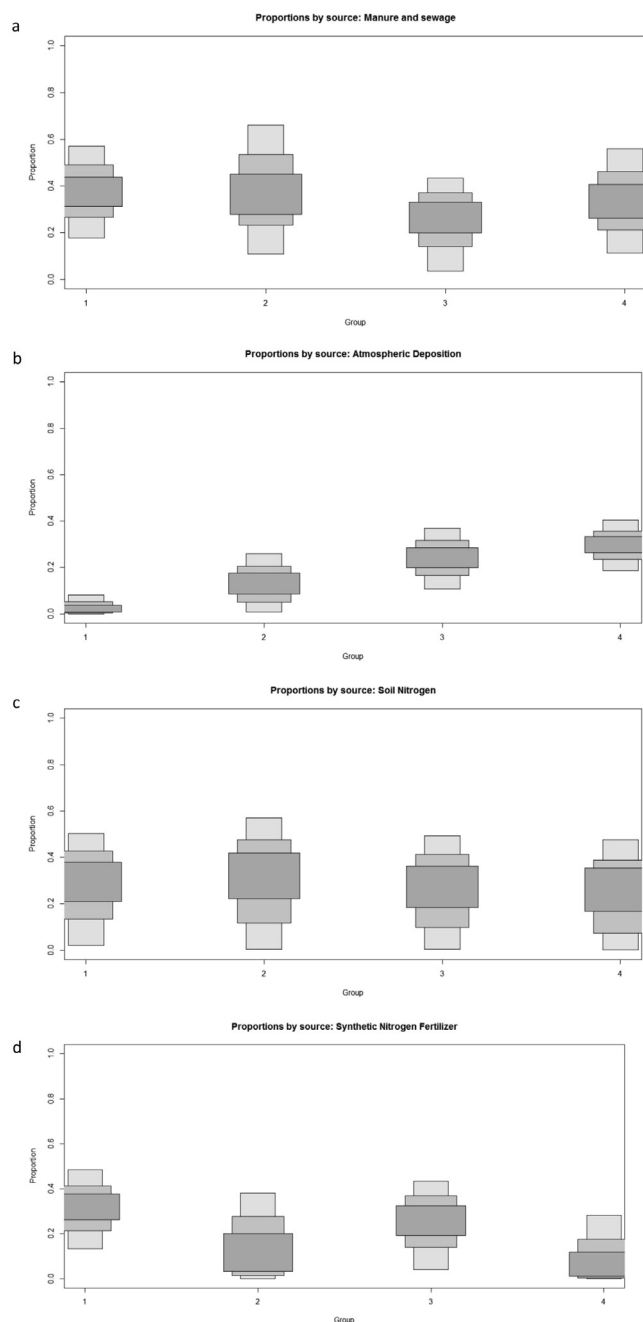 a
Proportions by source: Manure and sewage
1.0
0.8
0.6
0.4
0.2
0.0
Proportion
1 2 3 4
Group
b
Proportions by source: Atmospheric Deposition
1.0
0.8
0.6
0.4
0.2
0.0
Proportion
1 2 3 4
Group
c
Proportions by source: Soil Nitrogen
1.0
0.8
0.6
0.4
0.2
0.0
Proportion
1 2 3 4
Group
d
Proportions by source: Synthetic Nitrogen Fertilizer
1.0
0.8
0.6
0.4
0.2
0.0
Proportion
1 2 3 4
Group